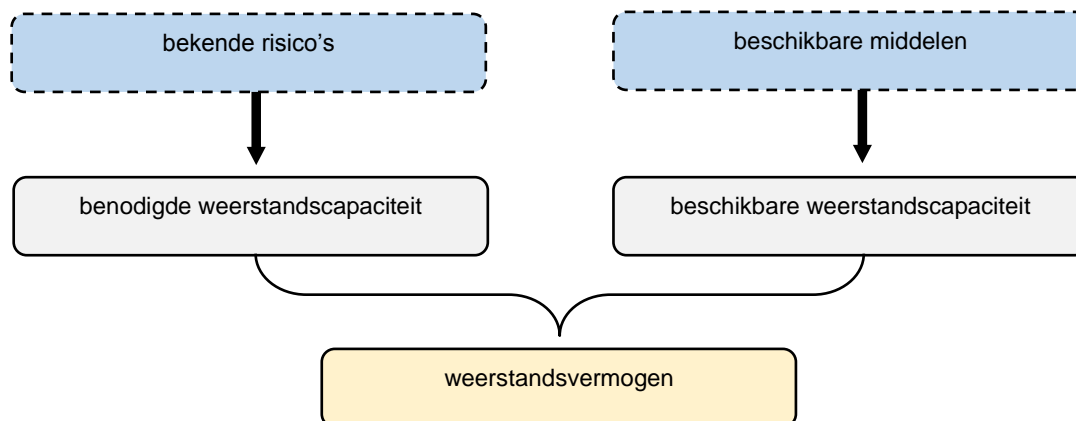 bekende risico’s
beschikbare middelen
benodigde weerstandscapaciteit
beschikbare weerstandscapaciteit
weerstandsvermogen